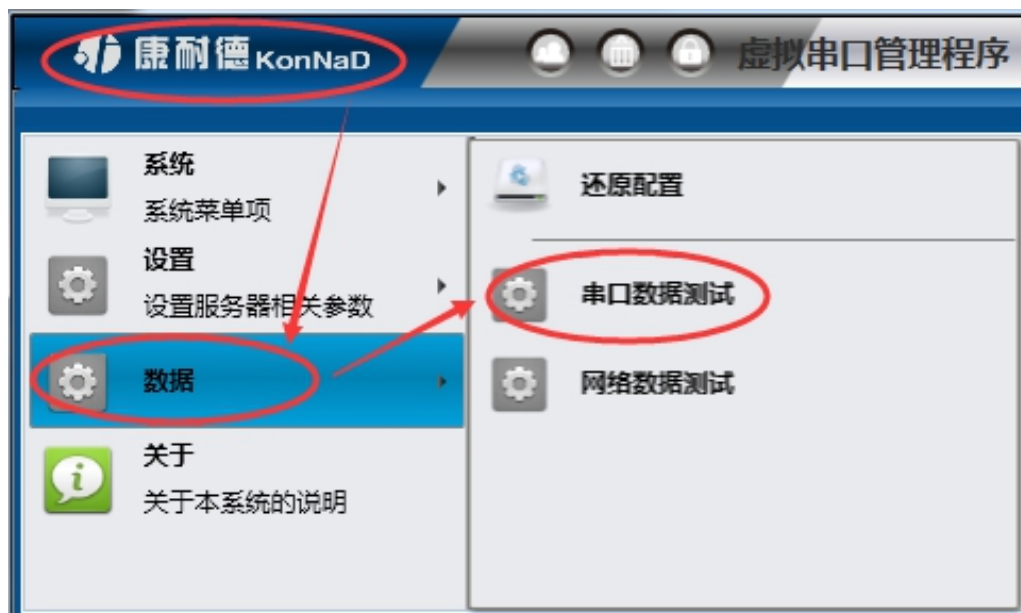 康耐德 KonNaD
虚拟串口管理程序
系统
系统菜单项
设置
设置服务器相关参数
数据
关于
关于本系统的说明
还原配置
串口数据测试
网络数据测试